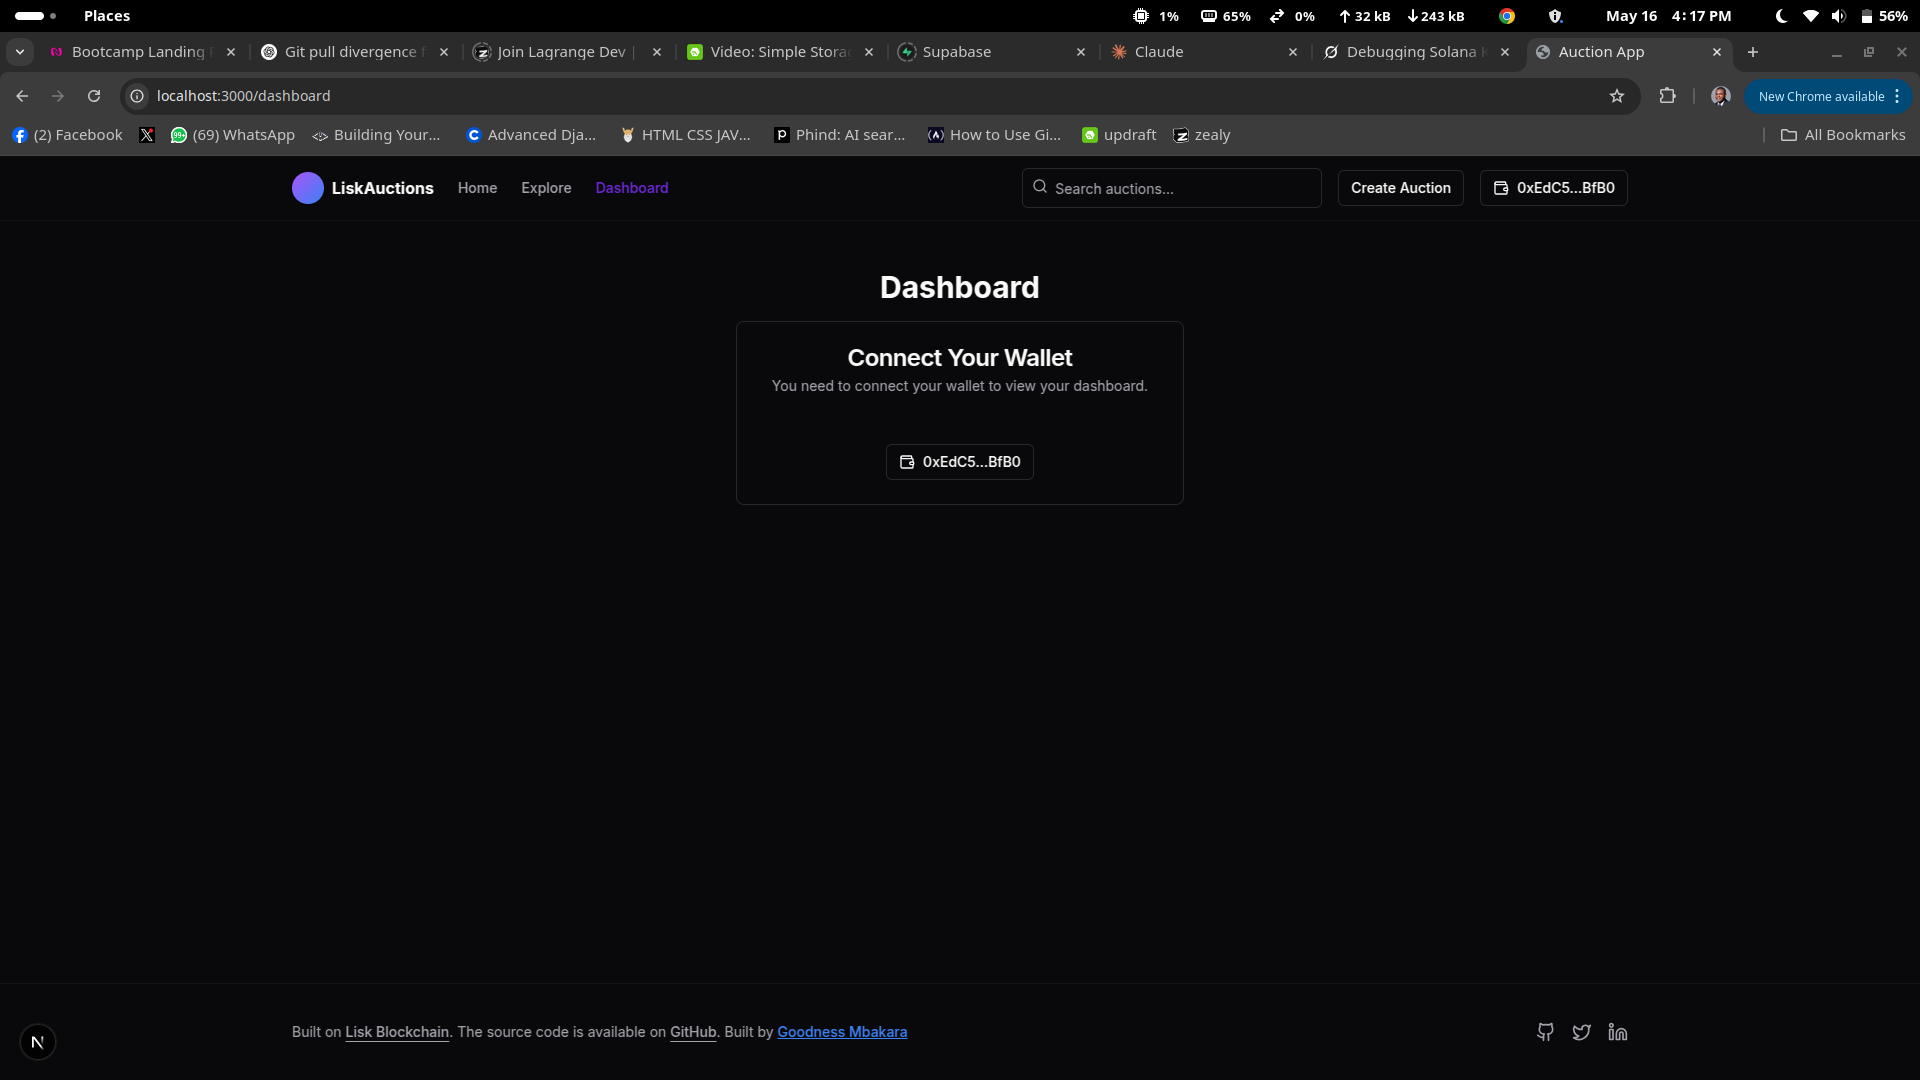 Places
1%
65%
0%
32 kB
243 kB
May 16 4:17 PM
56%
Bootcamp Landing
Git pull divergence
Join Lagrange Dev |
Video: Simple Stora
Supabase
Claude
Debugging Solana
Auction App
localhost:3000/dashboard
New Chrome available
(2) Facebook
(69) WhatsApp
Building Your...
Advanced Dja...
HTML CSS JAV...
Phind: AI sear...
How to Use Gi...
updraft
zealy
All Bookmarks
LiskAuctions
Home
Explore
Dashboard
Search auctions...
Create Auction
0xEdC5...BfB0
Dashboard
Connect Your Wallet
You need to connect your wallet to view your dashboard.
0xEdC5...BfB0
Built on Lisk Blockchain. The source code is available on GitHub. Built by Goodness Mbakara
N